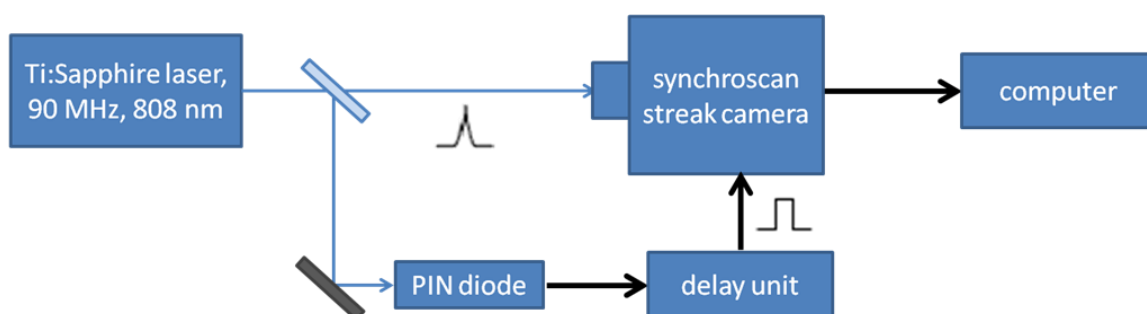 Ti:Sapphire laser,
90 MHz, 808 nm
synchroscan
streak camera
computer
PIN diode
delay unit